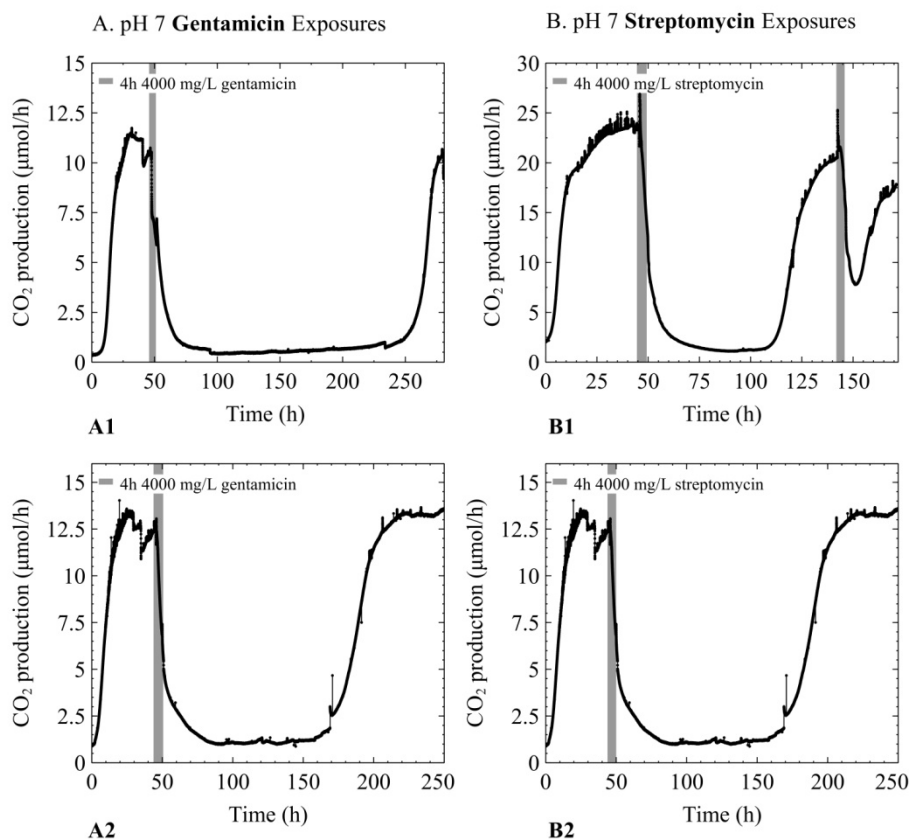 A. pH 7 Gentamicin Exposures
B. pH 7 Streptomycin Exposures
4h 4000 mg/L gentamicin
CO₂ production (µmol/h)
15
12.5
10
7.5
5
2.5
0
0 50 100 150 200 250
Time (h)
A1
4h 4000 mg/L streptomycin
CO₂ production (µmol/h)
30
25
20
15
10
5
0
0 25 50 75 100 125 150
Time (h)
B1
4h 4000 mg/L gentamicin
CO₂ production (µmol/h)
15
12.5
10
7.5
5
2.5
0
0 50 100 150 200 250
Time (h)
A2
4h 4000 mg/L streptomycin
CO₂ production (µmol/h)
15
12.5
10
7.5
5
2.5
0
0 50 100 150 200 250
Time (h)
B2